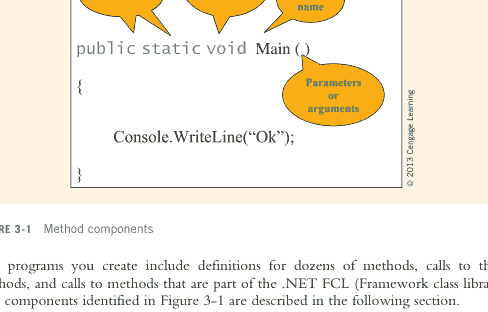 name
public static void Main ( )
Parameters
or
arguments
{
Console.WriteLine(“Ok”);
}
© 2013 Cengage Learning
RE 3-1 Method components
programs you create include definitions for dozens of methods, calls to th
hods, and calls to methods that are part of the .NET FCL (Framework class libra
components identified in Figure 3-1 are described in the following section.